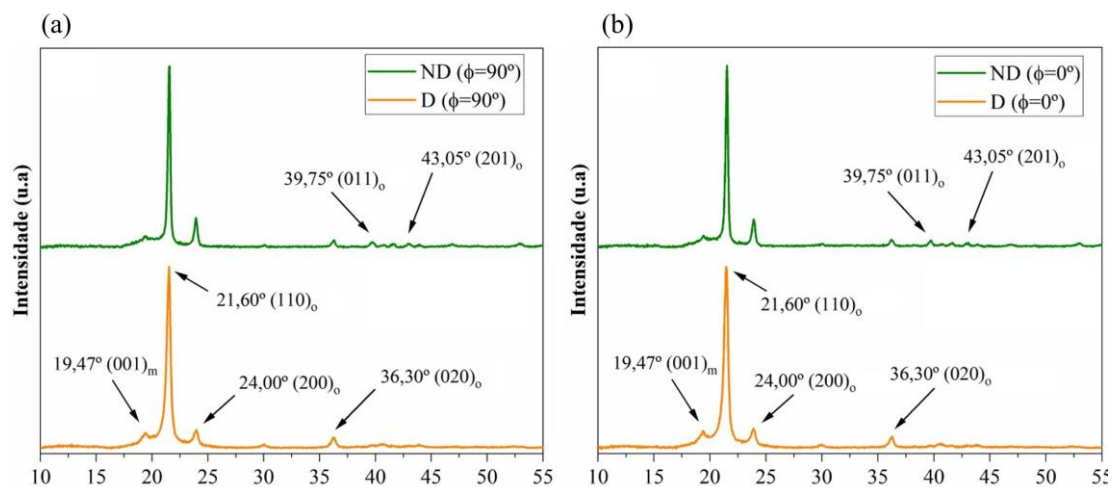 (a)
ND (ϕ=90º)
D (ϕ=90º)
43,05º (201)ₒ
39,75º (011)ₒ
21,60º (110)ₒ
19,47º (001)ₘ
24,00º (200)ₒ
36,30º (020)ₒ
Intensidade (u.a)
10 15 20 25 30 35 40 45 50 55
(b)
ND (ϕ=0º)
D (ϕ=0º)
43,05º (201)ₒ
39,75º (011)ₒ
21,60º (110)ₒ
19,47º (001)ₘ
24,00º (200)ₒ
36,30º (020)ₒ
Intensidade (u.a)
10 15 20 25 30 35 40 45 50 55